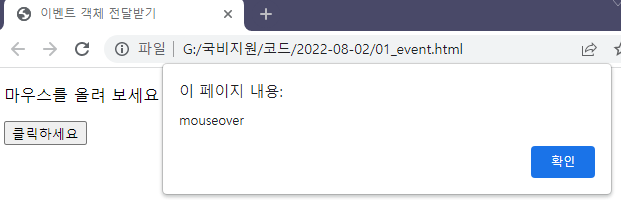 이벤트 객체 전달받기
파일 G:/국비지원/코드/2022-08-02/01_event.html
마우스를 올려 보세요
클릭하세요
이 페이지 내용:
mouseover
확인